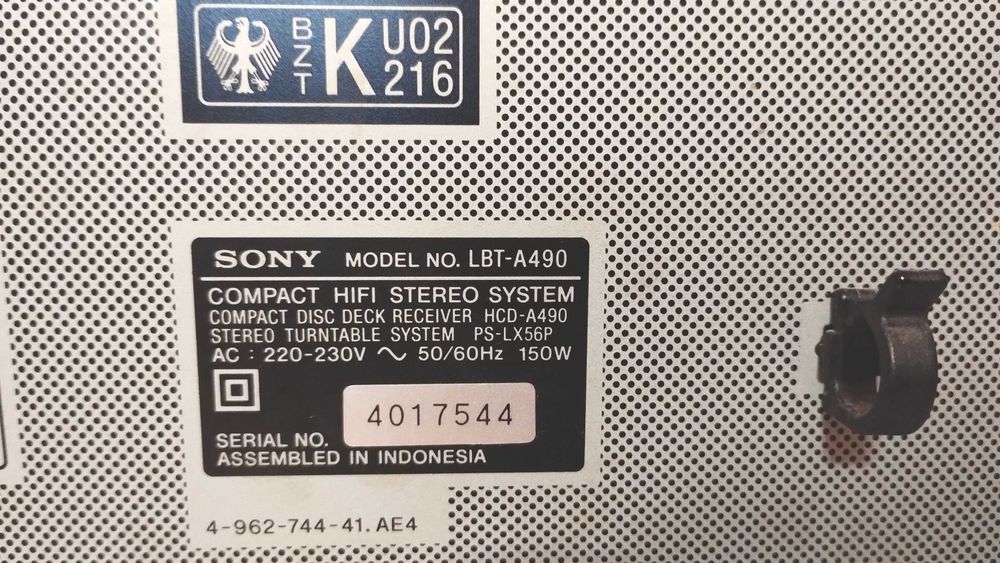 BZT K U02
216
SONY MODEL NO. LBT-A490
COMPACT HIFI STEREO SYSTEM
COMPACT DISC DECK RECEIVER HCD-A490
STEREO TURNTABLE SYSTEM PS-LX56P
AC : 220-230V ~ 50/60Hz 150W
4017544
SERIAL NO.
ASSEMBLED IN INDONESIA
4-962-744-41. AE4